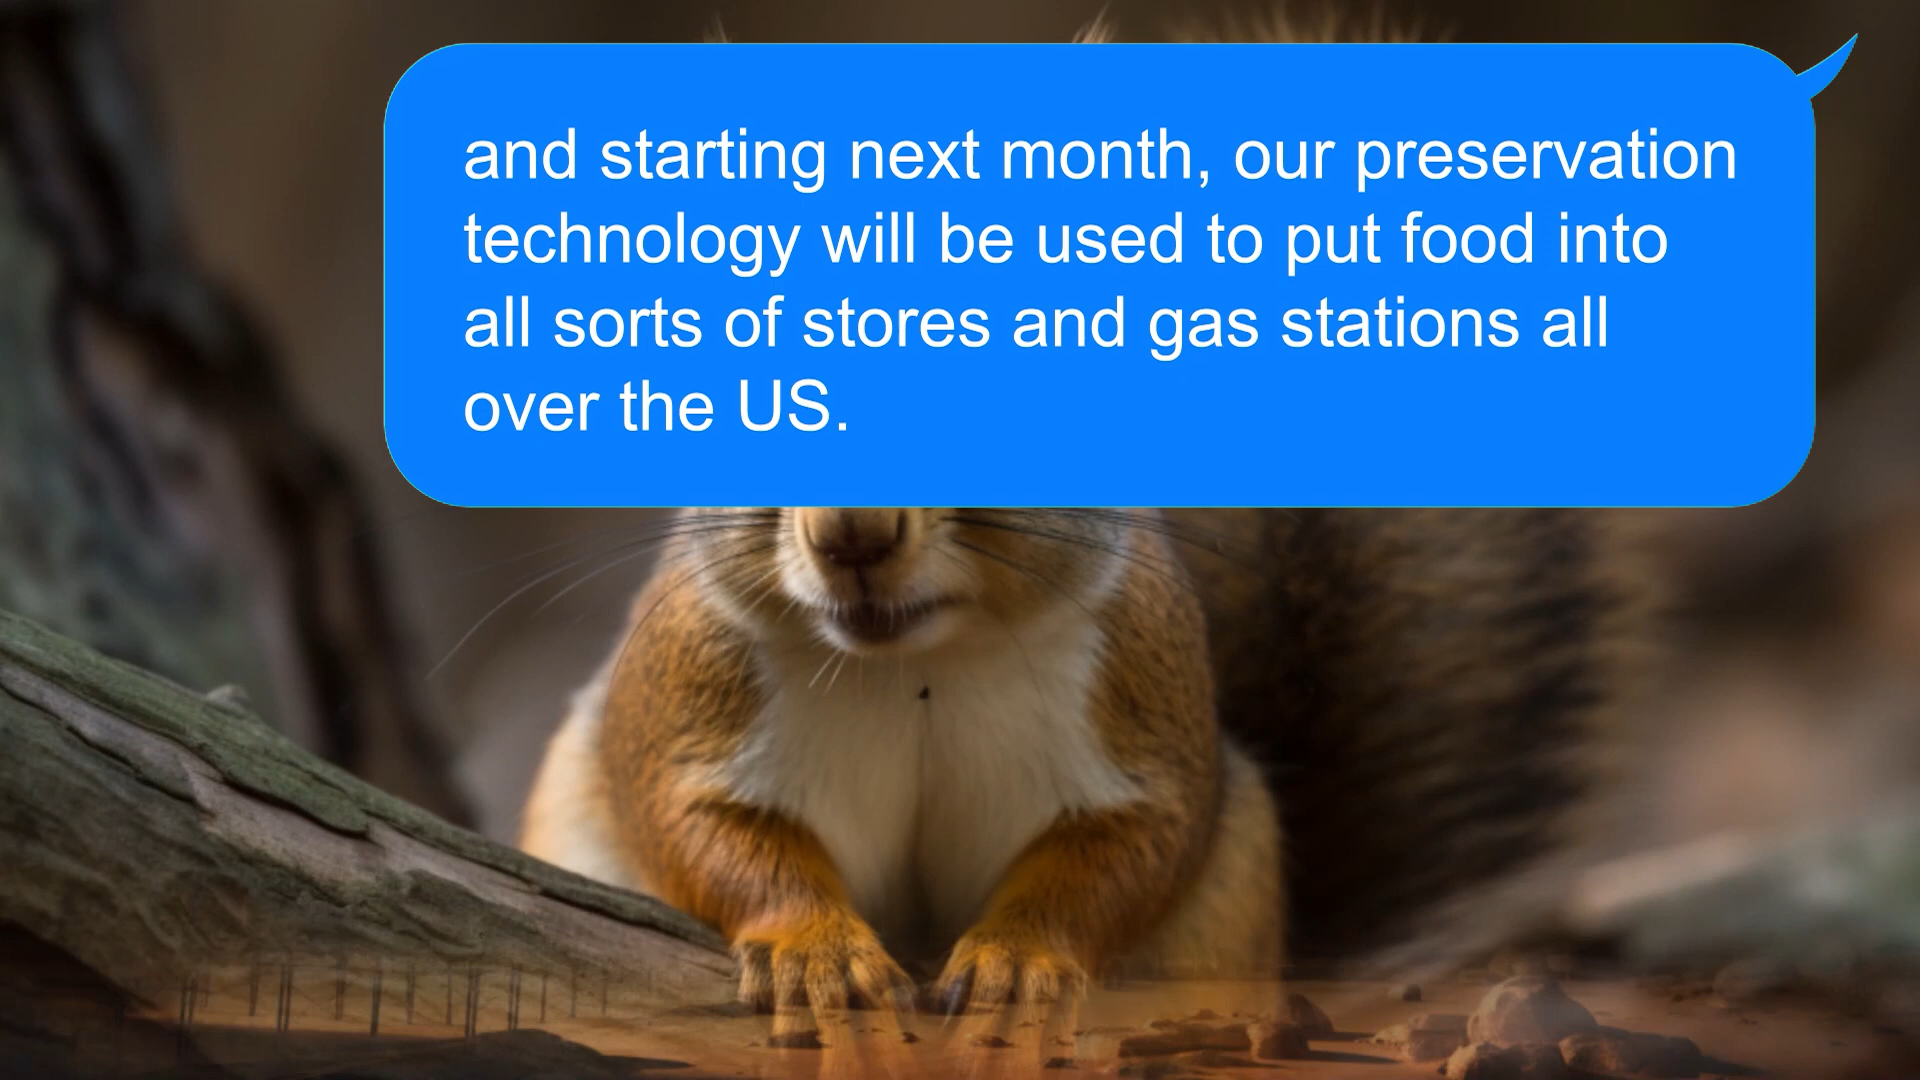 and starting next month, our preservation
technology will be used to put food into
all sorts of stores and gas stations all
over the US.